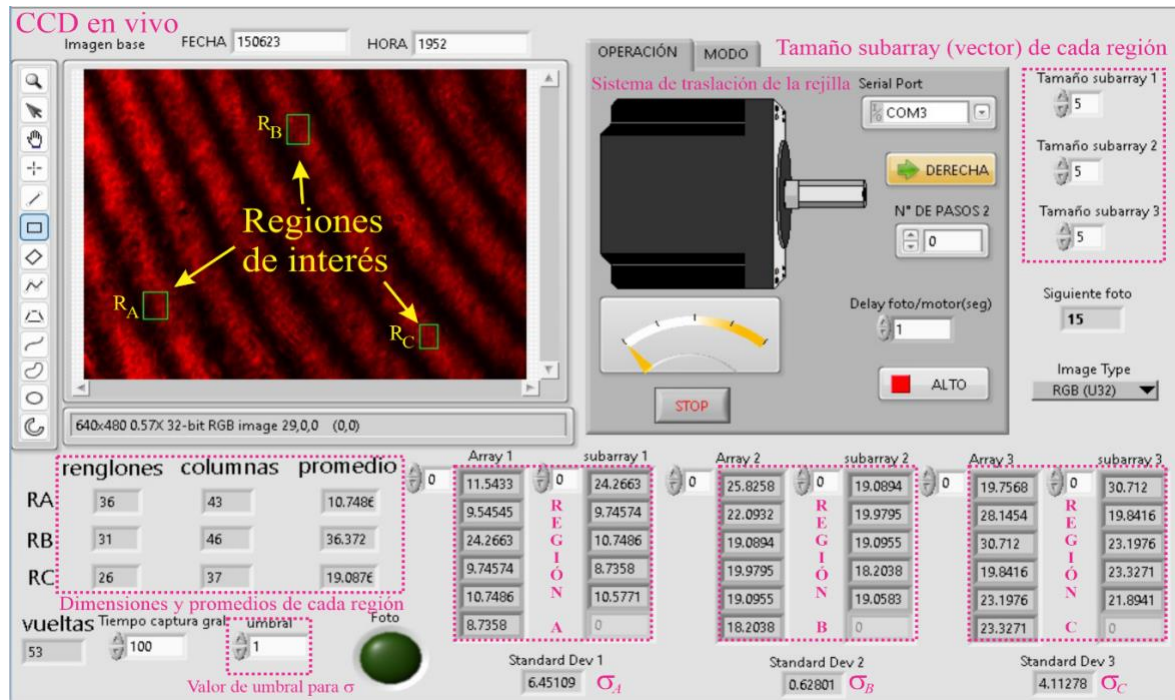 CCD en vivo
Imagen base
FECHA 150623
HORA 1952
OPERACIÓN
MODO
Tamaño subarray (vector) de cada región
Sistema de traslación de la rejilla
Serial Port
COM3
DERECHA
N° DE PASOS 2
0
Delay foto/motor(seg)
1
ALTO
STOP
Tamaño subarray 1
5
Tamaño subarray 2
5
Tamaño subarray 3
5
Siguiente foto
15
Image Type
RGB (U32)
RB
Regiones
de interés
RA
RC
640x480 0.57X 32-bit RGB image 29,0,0 (0,0)
renglones columnas promedio
RA 36 43 10.7486
RB 31 46 36.372
RC 26 37 19.0876
Dimensiones y promedios de cada región
vueltas
53
Tiempo captura gral
100
umbral
1
Valor de umbral para σ
Foto
Array 1
0
11.5433
9.54545
24.2663
9.74574
10.7486
8.7358
REGIÓN A
subarray 1
0
24.2663
9.74574
10.7486
8.7358
10.5771
0
Standard Dev 1
6.45109 σA
Array 2
0
25.8258
22.0932
19.0894
19.9795
19.0955
18.2038
REGIÓN B
subarray 2
0
19.0894
19.9795
19.0955
18.2038
19.0583
0
Standard Dev 2
0.62801 σB
Array 3
0
19.7568
28.1454
30.712
19.8416
23.1976
23.3271
REGIÓN C
subarray 3
0
30.712
19.8416
23.1976
23.3271
21.8941
0
Standard Dev 3
4.11278 σC